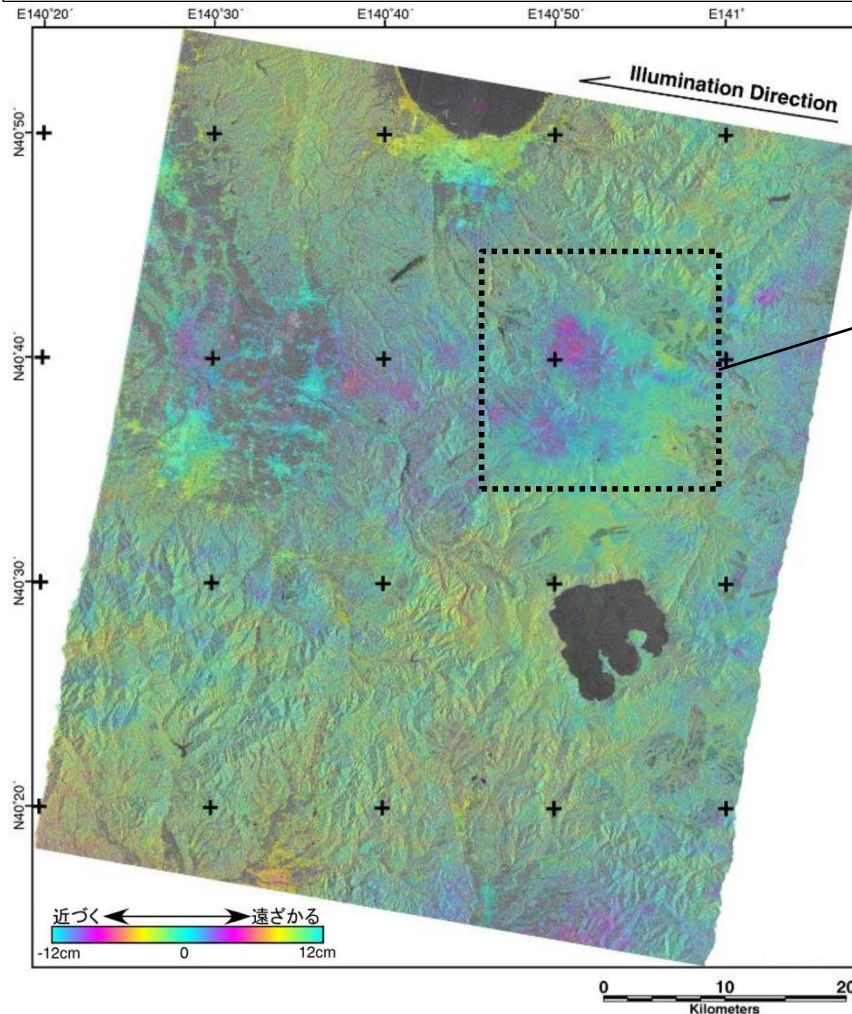 E140°20´ E140°30´ E140°40´ E140°50´ E141°
Illumination Direction
N40°50´
N40°40´
N40°30´
N40°20´
近づく 遠ざかる
-12cm 0 12cm
0 10 20
Kilometers